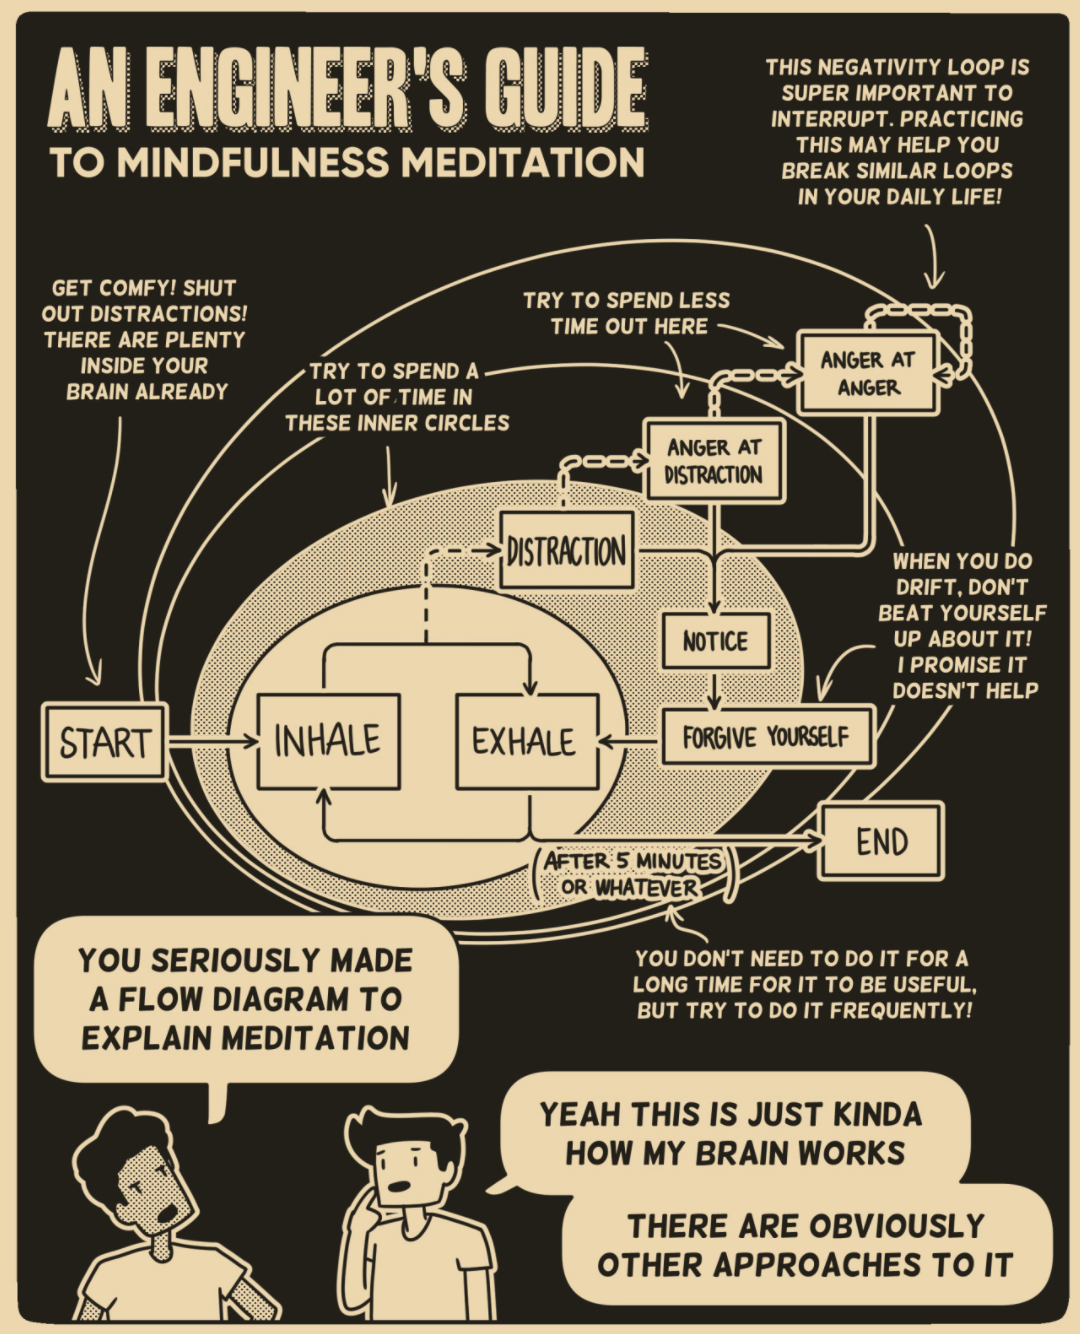 AN ENGINEER'S GUIDE
TO MINDFULNESS MEDITATION
THIS NEGATIVITY LOOP IS
SUPER IMPORTANT TO
INTERRUPT. PRACTICING
THIS MAY HELP YOU
BREAK SIMILAR LOOPS
IN YOUR DAILY LIFE!
GET COMFY! SHUT
OUT DISTRACTIONS!
THERE ARE PLENTY
INSIDE YOUR
BRAIN ALREADY
TRY TO SPEND A
LOT OF TIME IN
THESE INNER CIRCLES
TRY TO SPEND LESS
TIME OUT HERE
ANGER AT
ANGER
ANGER AT
DISTRACTION
DISTRACTION
NOTICE
WHEN YOU DO
DRIFT, DON'T
BEAT YOURSELF
UP ABOUT IT!
I PROMISE IT
DOESN'T HELP
START
INHALE
EXHALE
FORGIVE YOURSELF
END
(AFTER 5 MINUTES
OR WHATEVER)
YOU DON'T NEED TO DO IT FOR A
LONG TIME FOR IT TO BE USEFUL,
BUT TRY TO DO IT FREQUENTLY!
YOU SERIOUSLY MADE
A FLOW DIAGRAM TO
EXPLAIN MEDITATION
YEAH THIS IS JUST KINDA
HOW MY BRAIN WORKS
THERE ARE OBVIOUSLY
OTHER APPROACHES TO IT